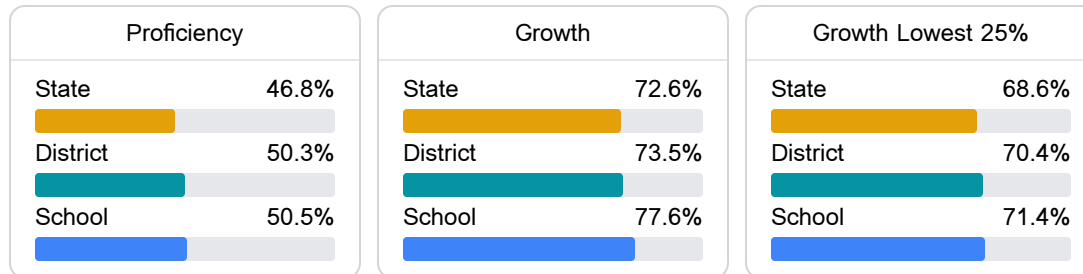 Proficiency
State 46.8%
District 50.3%
School 50.5%
Growth
State 72.6%
District 73.5%
School 77.6%
Growth Lowest 25%
State 68.6%
District 70.4%
School 71.4%